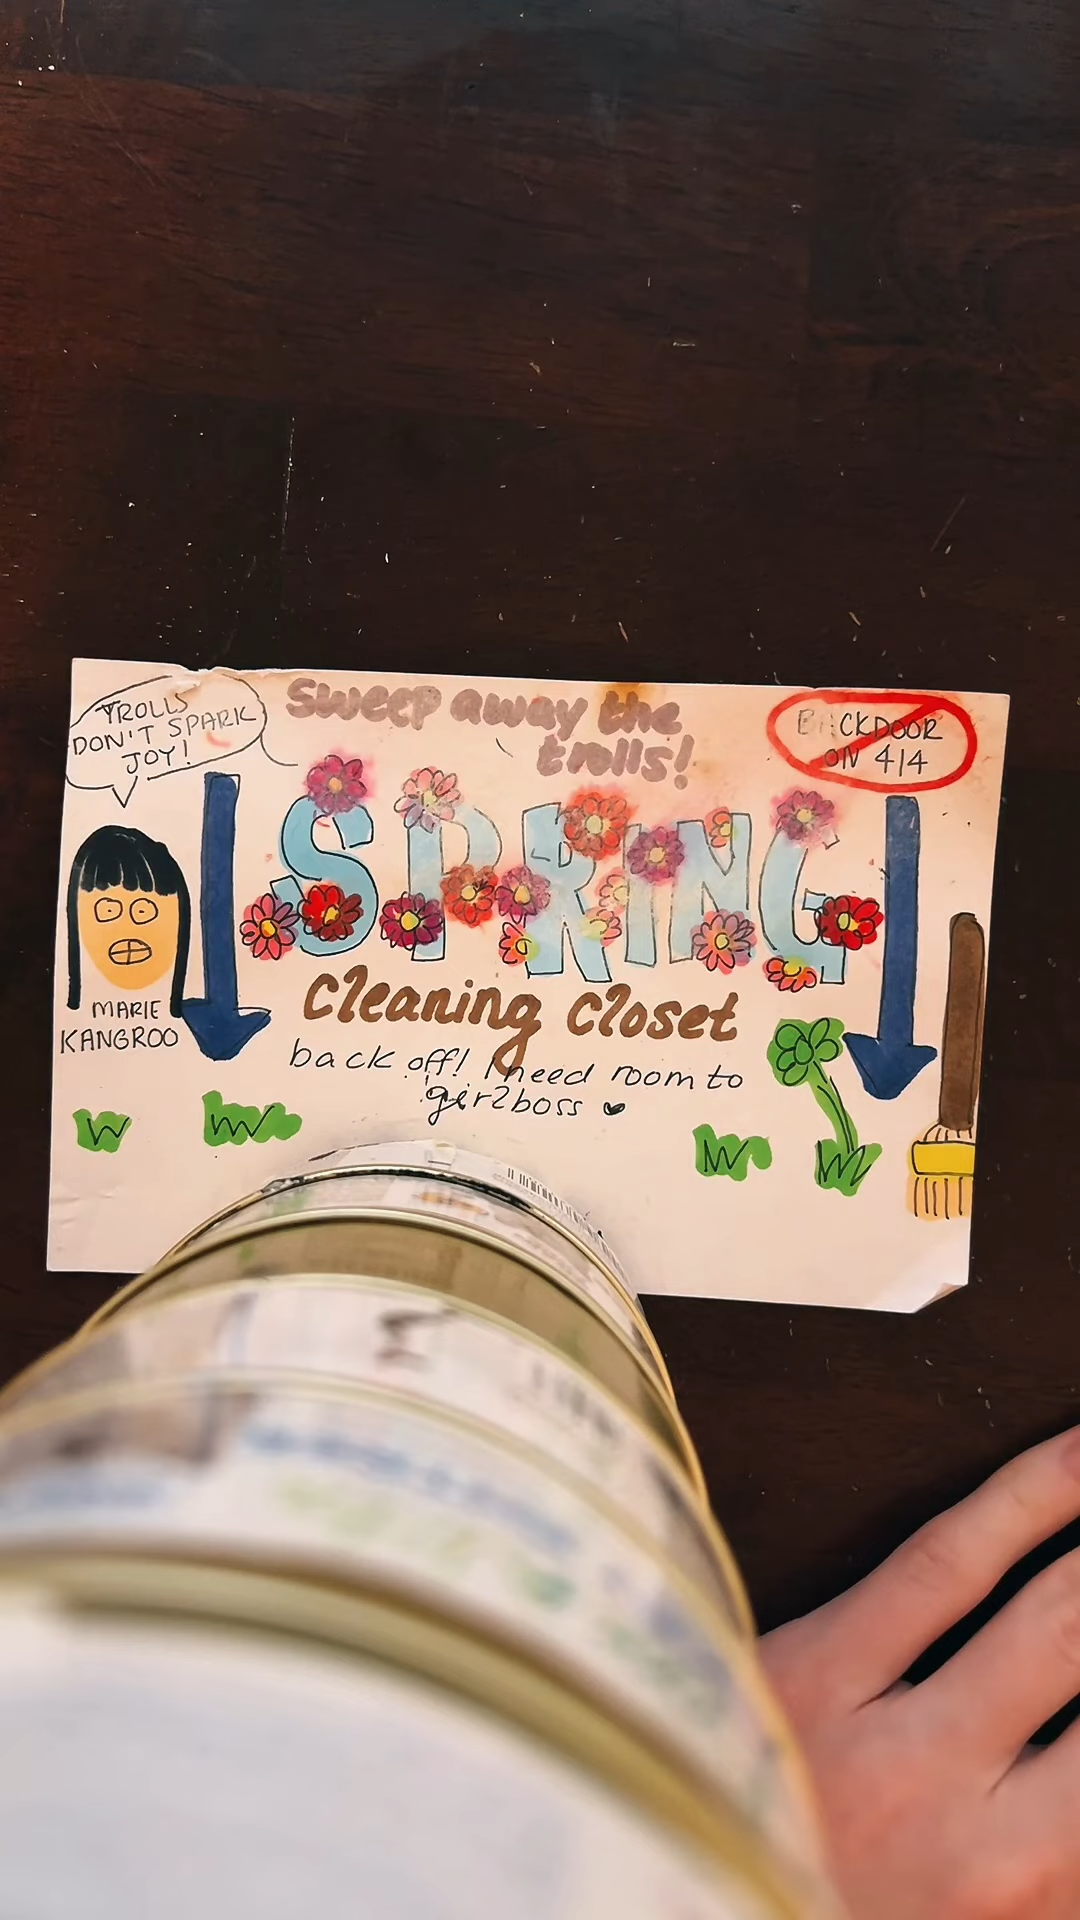 TROLLS
DON'T SPARK
JOY!
sweep away the
trolls!
BACKDOOR
ON 4/4
SPRING
cleaning closet
MARIE
KANGROO
back off! I need room to
girlboss